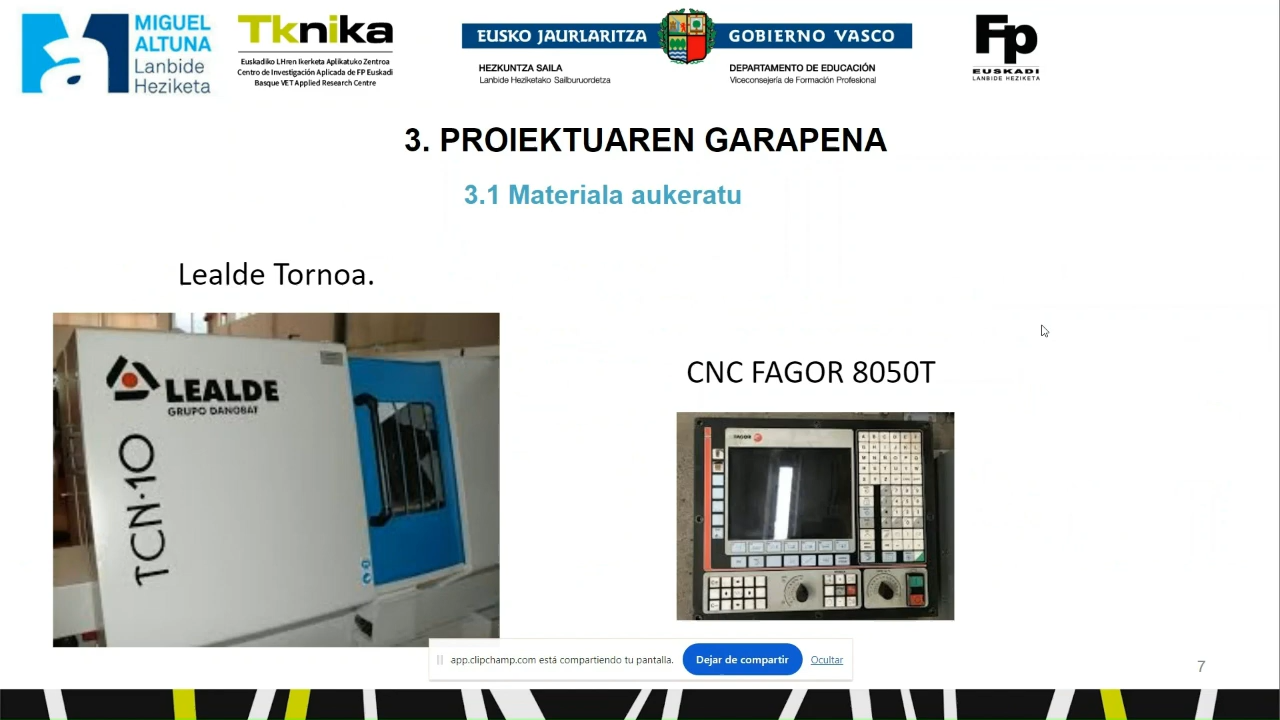 MIGUEL
ALTUNA
Lanbide
Heziketa
Tknika
Euskadiko LHren Ikerketa Aplikatuko Zentroa
Centro de Investigación Aplicada de FP Euskadi
Basque VET Applied Research Centre
EUSKO JAURLARITZA
GOBIERNO VASCO
HEZKUNTZA SAILA
Lanbide Heziketako Sailburuordetza
DEPARTAMENTO DE EDUCACIÓN
Viceconsejería de Formación Profesional
Fp
EUSKADI
LANBIDE HEZIKETA
3. PROIEKTUAREN GARAPENA
3.1 Materiala aukeratu
Lealde Tornoa.
LEALDE
GRUPO DANOBAT
TCN-10
CNC FAGOR 8050T
FAGOR
app.clipchamp.com está compartiendo tu pantalla.
Dejar de compartir
Ocultar
7